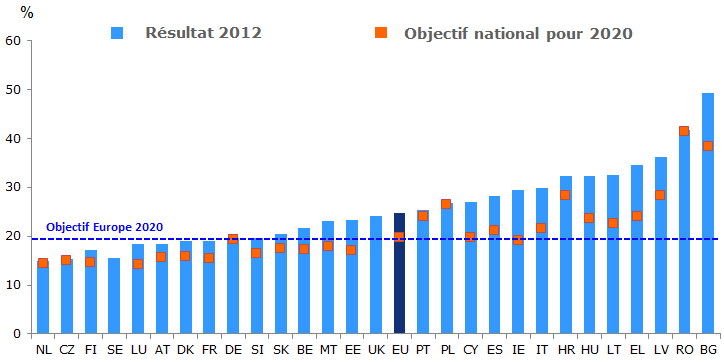 %
Résultat 2012
Objectif national pour 2020
60
50
40
30
20
10
0
Objectif Europe 2020
NL CZ FI SE LU AT DK FR DE SI SK BE MT EE UK EU PT PL CY ES IE IT HR HU LT EL LV RO BG